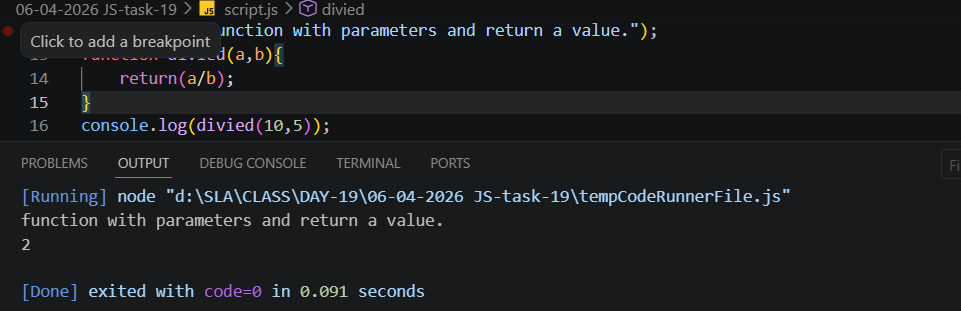 06-04-2026 JS-task-19 > JS script.js > divied
unction with parameters and return a value.");
Click to add a breakpoint
function divied(a,b){
14 return(a/b);
15 }
16 console.log(divied(10,5));
PROBLEMS OUTPUT DEBUG CONSOLE TERMINAL PORTS Fi
[Running] node "d:\SLA\CLASS\DAY-19\06-04-2026 JS-task-19\tempCodeRunnerFile.js"
function with parameters and return a value.
2
[Done] exited with code=0 in 0.091 seconds